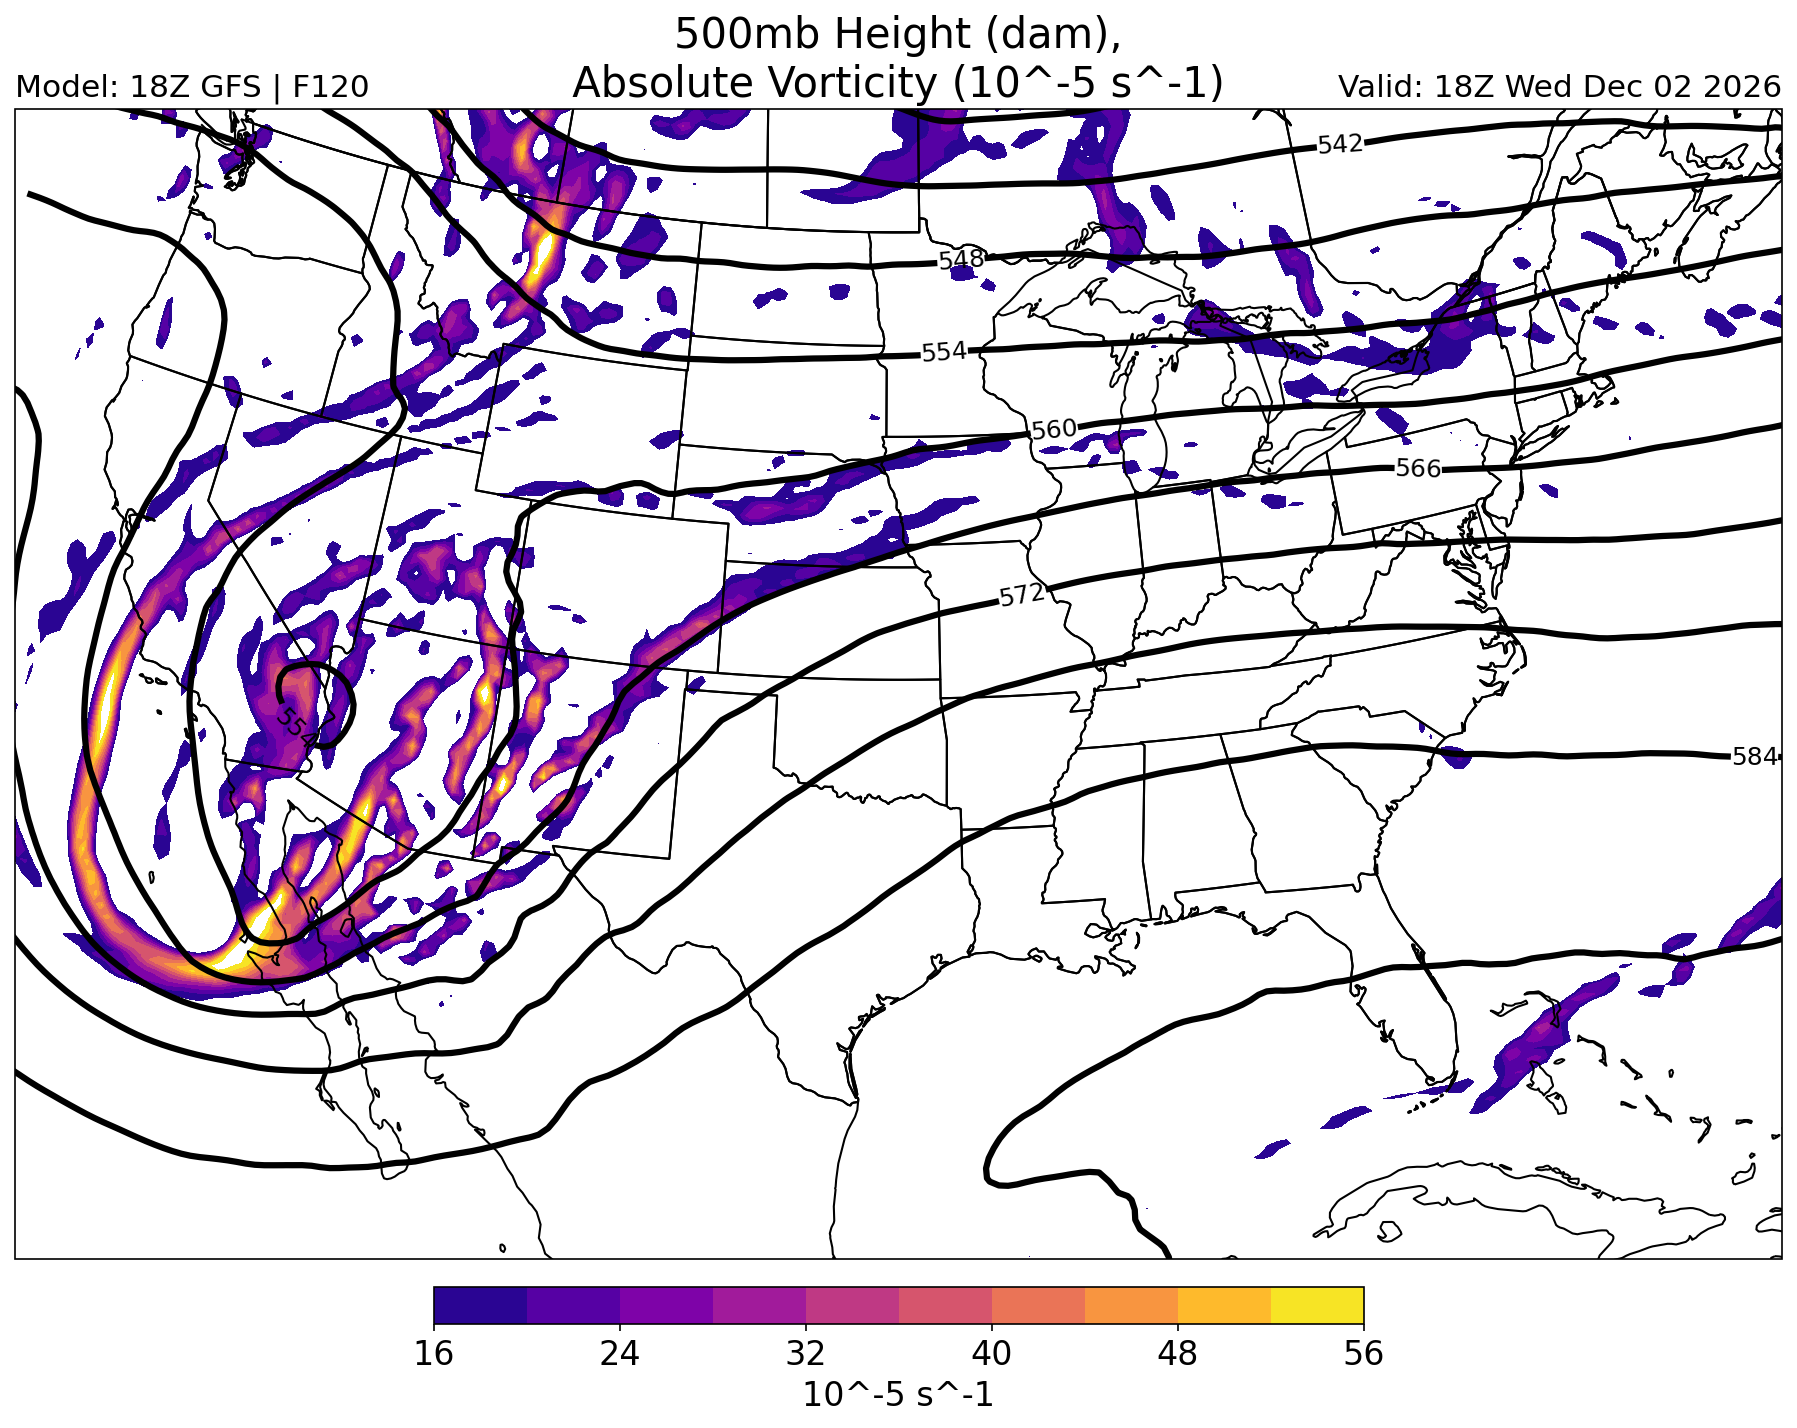 500mb Height (dam),
Absolute Vorticity (10^-5 s^-1)
Model: 18Z GFS | F120
Valid: 18Z Wed Dec 02 2026
542
548
554
560
566
572
554
584
16 24 32 40 48 56
10^-5 s^-1